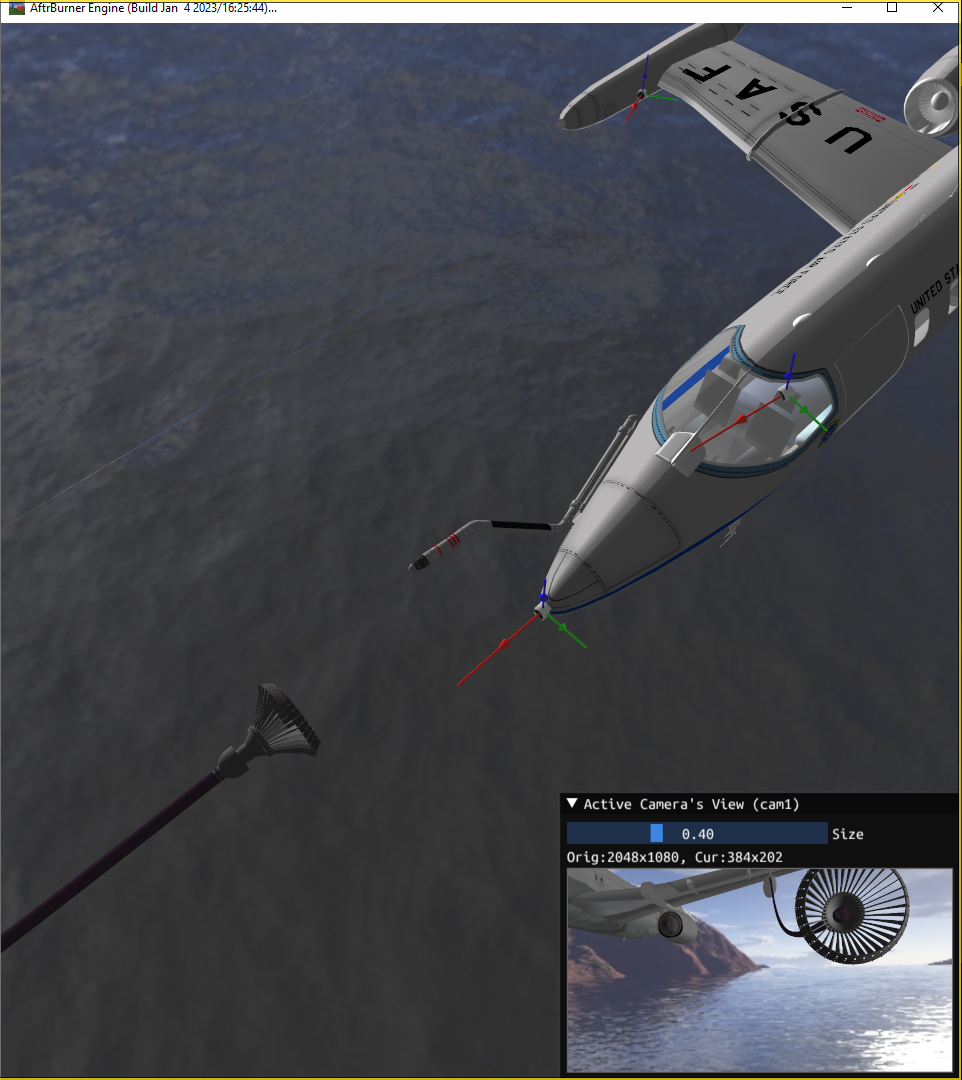 AftrBurner Engine (Build Jan 4 2023/16:25:44)...
USAF
UNITED STA
▼ Active Camera's View (cam1)
0.40 Size
Orig:2048x1080, Cur:384x202